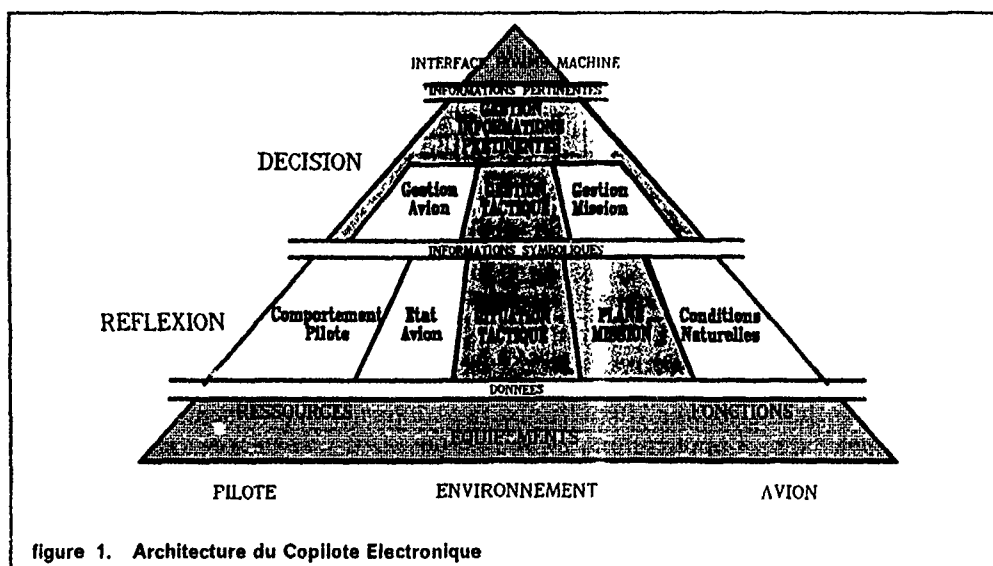 INTERFACE HOMME MACHINE
INFORMATIONS PERTINENTES
GESTION
INFORMATIONS
PERTINENTES
DECISION
Gestion
Avion
GESTION
TACTIQUE
Gestion
Mission
INFORMATIONS SYMBOLIQUES
REFLEXION
Comportement
Pilote
Etat
Avion
SITUATION
TACTIQUE
PLANS
MISSION
Conditions
Naturelles
DONNEES
RESSOURCES
FONCTIONS
EQUIPEMENTS
PILOTE
ENVIRONNEMENT
AVION
figure 1. Architecture du Copilote Electronique